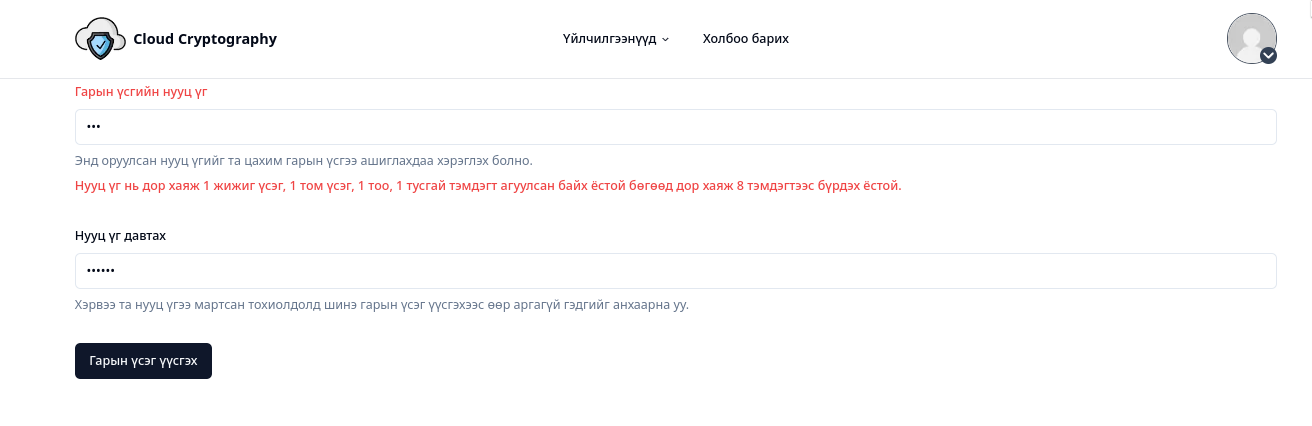 Cloud Cryptography
Үйлчилгээнүүд
Холбоо барих
Гарын үсгийн нууц үг
•••
Энд оруулсан нууц үгийг та цахим гарын үсгээ ашиглахдаа хэрэглэх болно.
Нууц үг нь дор хаяж 1 жижиг үсэг, 1 том үсэг, 1 тоо, 1 тусгай тэмдэгт агуулсан байх ёстой бөгөөд дор хаяж 8 тэмдэгтээс бүрдэх ёстой.
Нууц үг давтах
••••••
Хэрвээ та нууц үгээ мартсан тохиолдолд шинэ гарын үсэг үүсгэхээс өөр аргагүй гэдгийг анхаарна уу.
Гарын үсэг үүсгэх